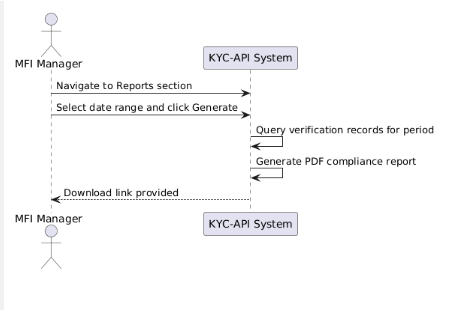 MFI Manager
KYC-API System
Navigate to Reports section
Select date range and click Generate
Query verification records for period
Generate PDF compliance report
Download link provided
MFI Manager
KYC-API System